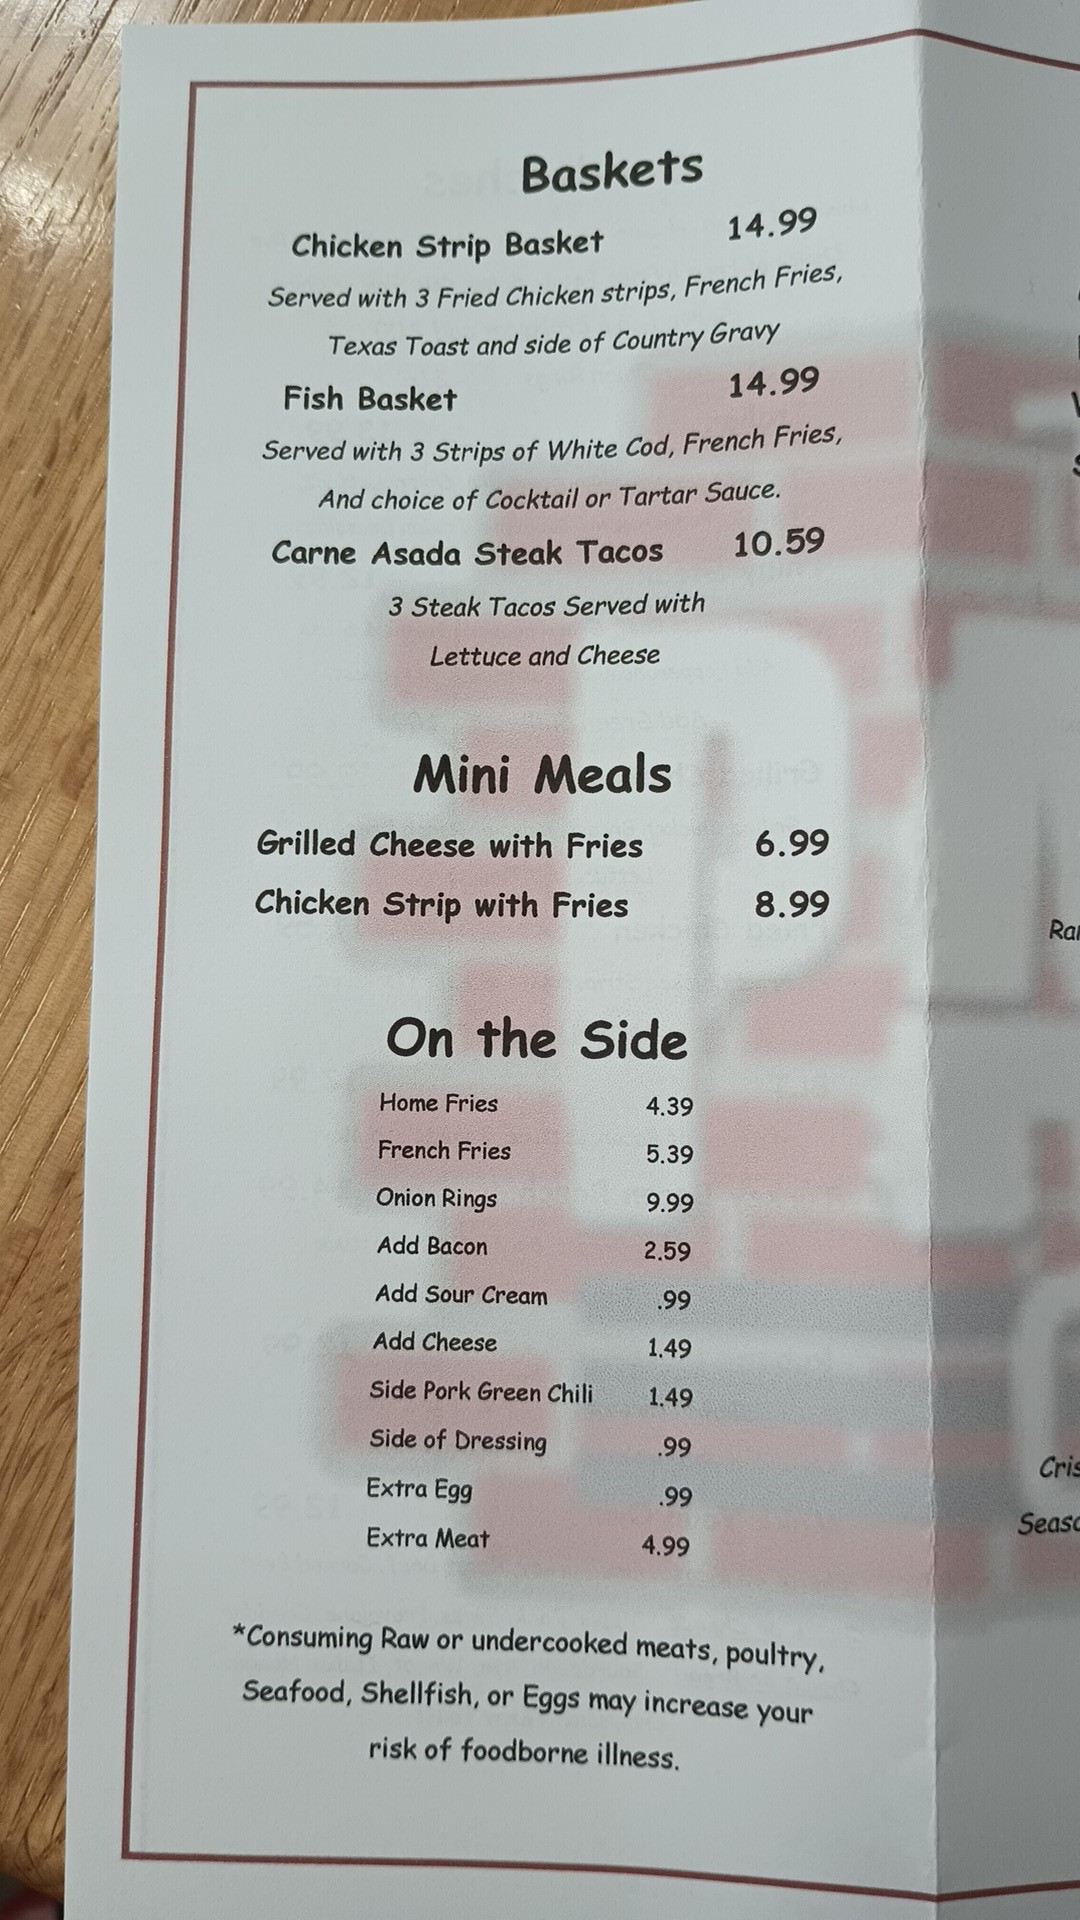 Baskets
Chicken Strip Basket 14.99
Served with 3 Fried Chicken strips, French Fries,
Texas Toast and side of Country Gravy
Fish Basket 14.99
Served with 3 Strips of White Cod, French Fries,
And choice of Cocktail or Tartar Sauce.
Carne Asada Steak Tacos 10.59
3 Steak Tacos Served with
Lettuce and Cheese
Mini Meals
Grilled Cheese with Fries 6.99
Chicken Strip with Fries 8.99
On the Side
Home Fries 4.39
French Fries 5.39
Onion Rings 9.99
Add Bacon 2.59
Add Sour Cream .99
Add Cheese 1.49
Side Pork Green Chili 1.49
Side of Dressing .99
Extra Egg .99
Extra Meat 4.99
*Consuming Raw or undercooked meats, poultry,
Seafood, Shellfish, or Eggs may increase your
risk of foodborne illness.